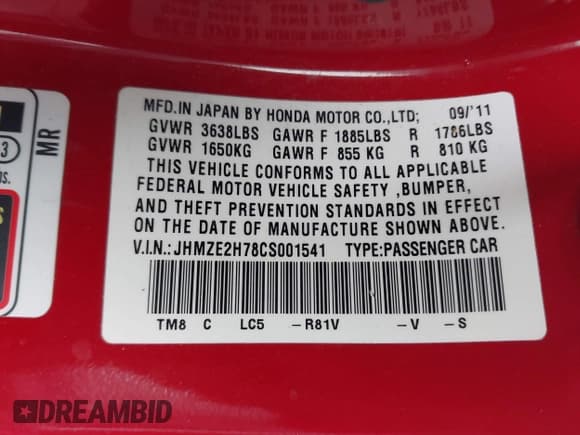 MFD.IN JAPAN BY HONDA MOTOR CO.,LTD; 09/'11
GVWR 3638LBS GAWR F 1885LBS R 1786LBS
GVWR 1650KG GAWR F 855 KG R 810 KG
THIS VEHICLE CONFORMS TO ALL APPLICABLE
FEDERAL MOTOR VEHICLE SAFETY ,BUMPER,
AND THEFT PREVENTION STANDARDS IN EFFECT
ON THE DATE OF MANUFACTURE SHOWN ABOVE.
V.I.N.: JHMZE2H78CS001541 TYPE:PASSENGER CAR
TM8 C LC5 –R81V –V –S
3
MR
DREAMBID